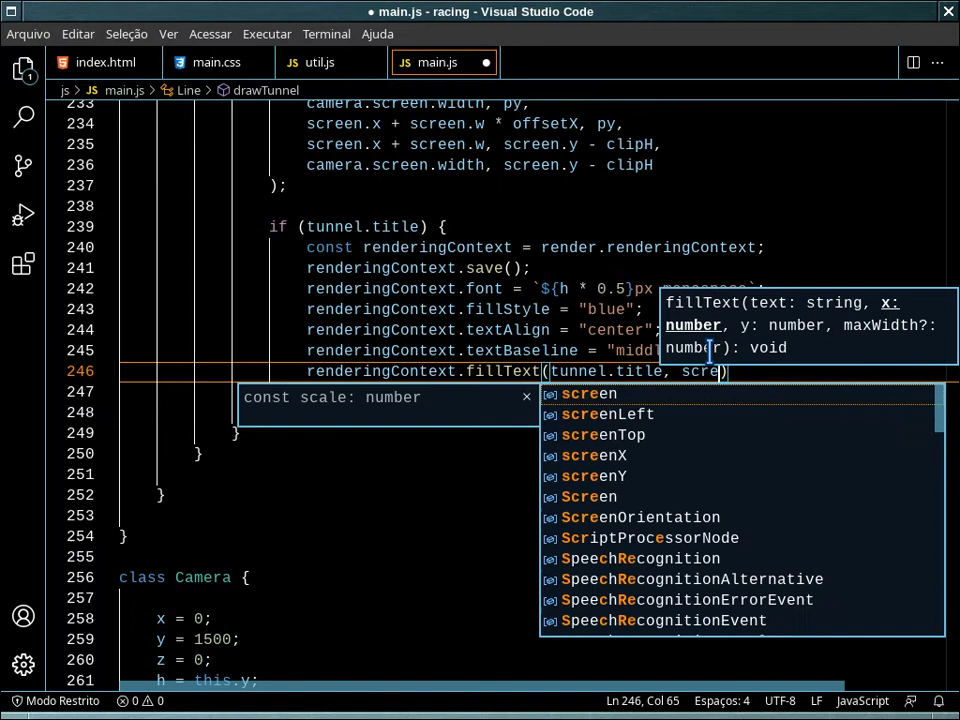 ● main.js - racing - Visual Studio Code
Arquivo Editar Seleção Ver Acessar Executar Terminal Ajuda
index.html main.css JS util.js JS main.js
js > JS main.js > Line > drawTunnel
233 camera.screen.width, py,
234 screen.x + screen.w * offsetX, py,
235 screen.x + screen.w, screen.y - clipH,
236 camera.screen.width, screen.y - clipH
237 );
238
239 if (tunnel.title) {
240 const renderingContext = render.renderingContext;
241 renderingContext.save();
242 renderingContext.font = `${h * 0.5}px monospace`;
243 renderingContext.fillStyle = "blue";
244 renderingContext.textAlign = "center";
245 renderingContext.textBaseline = "middl
246 renderingContext.fillText(tunnel.title, scre)
fillText(text: string, x:
number, y: number, maxWidth?:
number): void
const scale: number ×
screen
screenLeft
screenTop
screenX
screenY
Screen
ScreenOrientation
ScriptProcessorNode
SpeechRecognition
SpeechRecognitionAlternative
SpeechRecognitionErrorEvent
SpeechRecognitionEvent
247
248
249 }
250 }
251
252 }
253
254 }
255
256 class Camera {
257
258 x = 0;
259 y = 1500;
260 z = 0;
261 h = this.y;
1
Modo Restrito 0 0 Ln 246, Col 65 Espaços: 4 UTF-8 LF JavaScript